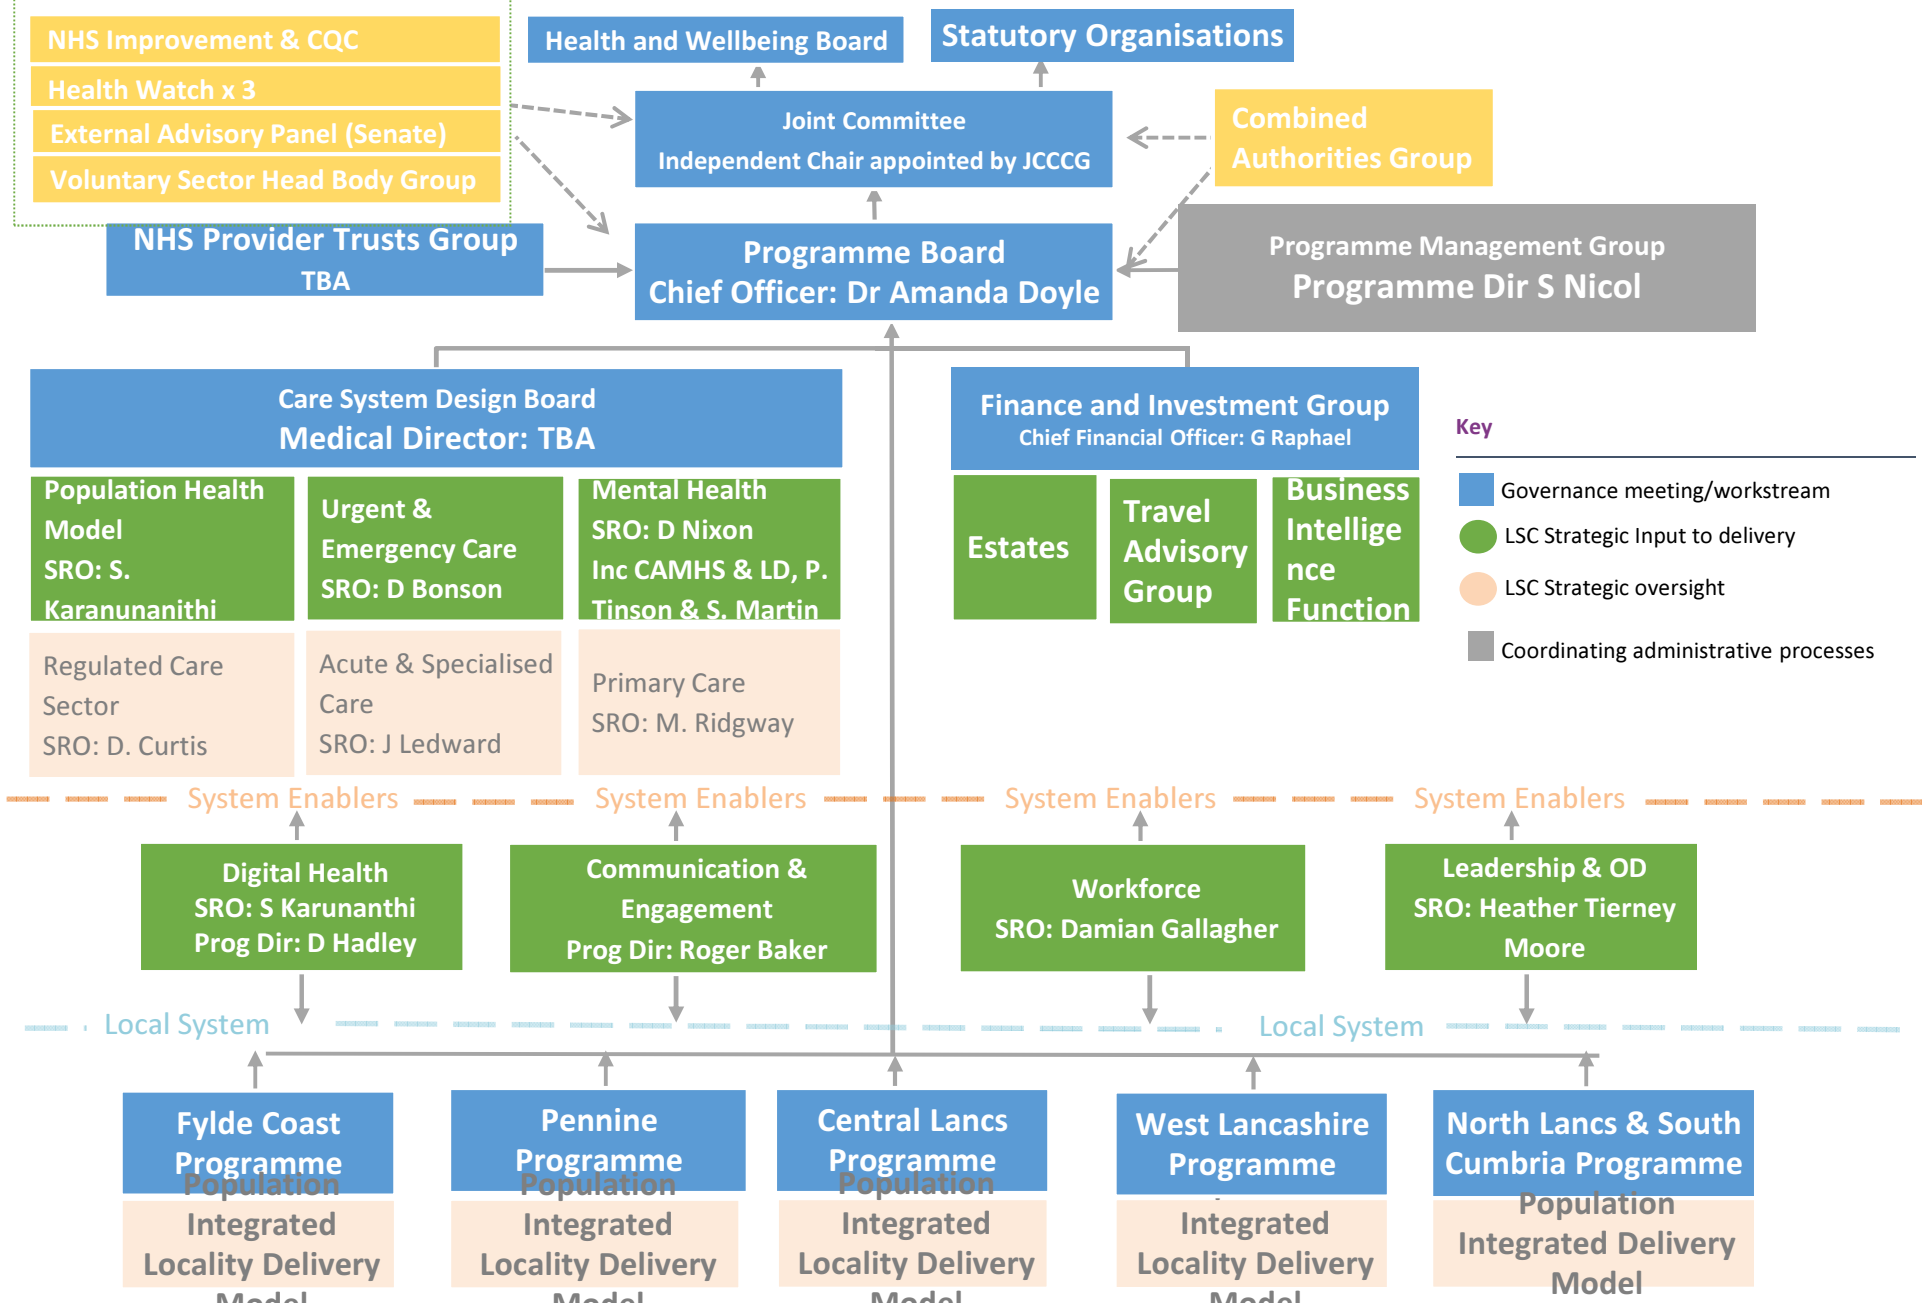 NHS Improvement & CQC
Health Watch x 3
External Advisory Panel (Senate)
Voluntary Sector Head Body Group
Health and Wellbeing Board
Statutory Organisations
Joint Committee
Independent Chair appointed by JCCCG
Combined
Authorities Group
NHS Provider Trusts Group
TBA
Programme Board
Chief Officer: Dr Amanda Doyle
Programme Management Group
Programme Dir S Nicol
Care System Design Board
Medical Director: TBA
Finance and Investment Group
Chief Financial Officer: G Raphael
Key
Governance meeting/workstream
LSC Strategic Input to delivery
LSC Strategic oversight
Coordinating administrative processes
Population Health
Model
SRO: S.
Karanunanithi
Urgent &
Emergency Care
SRO: D Bonson
Mental Health
SRO: D Nixon
Inc CAMHS & LD, P.
Tinson & S. Martin
Estates
Travel
Advisory
Group
Business
Intellige
nce
Function
Regulated Care
Sector
SRO: D. Curtis
Acute & Specialised
Care
SRO: J Ledward
Primary Care
SRO: M. Ridgway
System Enablers
System Enablers
System Enablers
System Enablers
Digital Health
SRO: S Karunanthi
Prog Dir: D Hadley
Communication &
Engagement
Prog Dir: Roger Baker
Workforce
SRO: Damian Gallagher
Leadership & OD
SRO: Heather Tierney
Moore
Local System
Local System
Fylde Coast
Programme
Population
Integrated
Locality Delivery
Model
Pennine
Programme
Population
Integrated
Locality Delivery
Model
Central Lancs
Programme
Population
Integrated
Locality Delivery
Model
West Lancashire
Programme
Integrated
Locality Delivery
Model
North Lancs & South
Cumbria Programme
Population
Integrated Delivery
Model